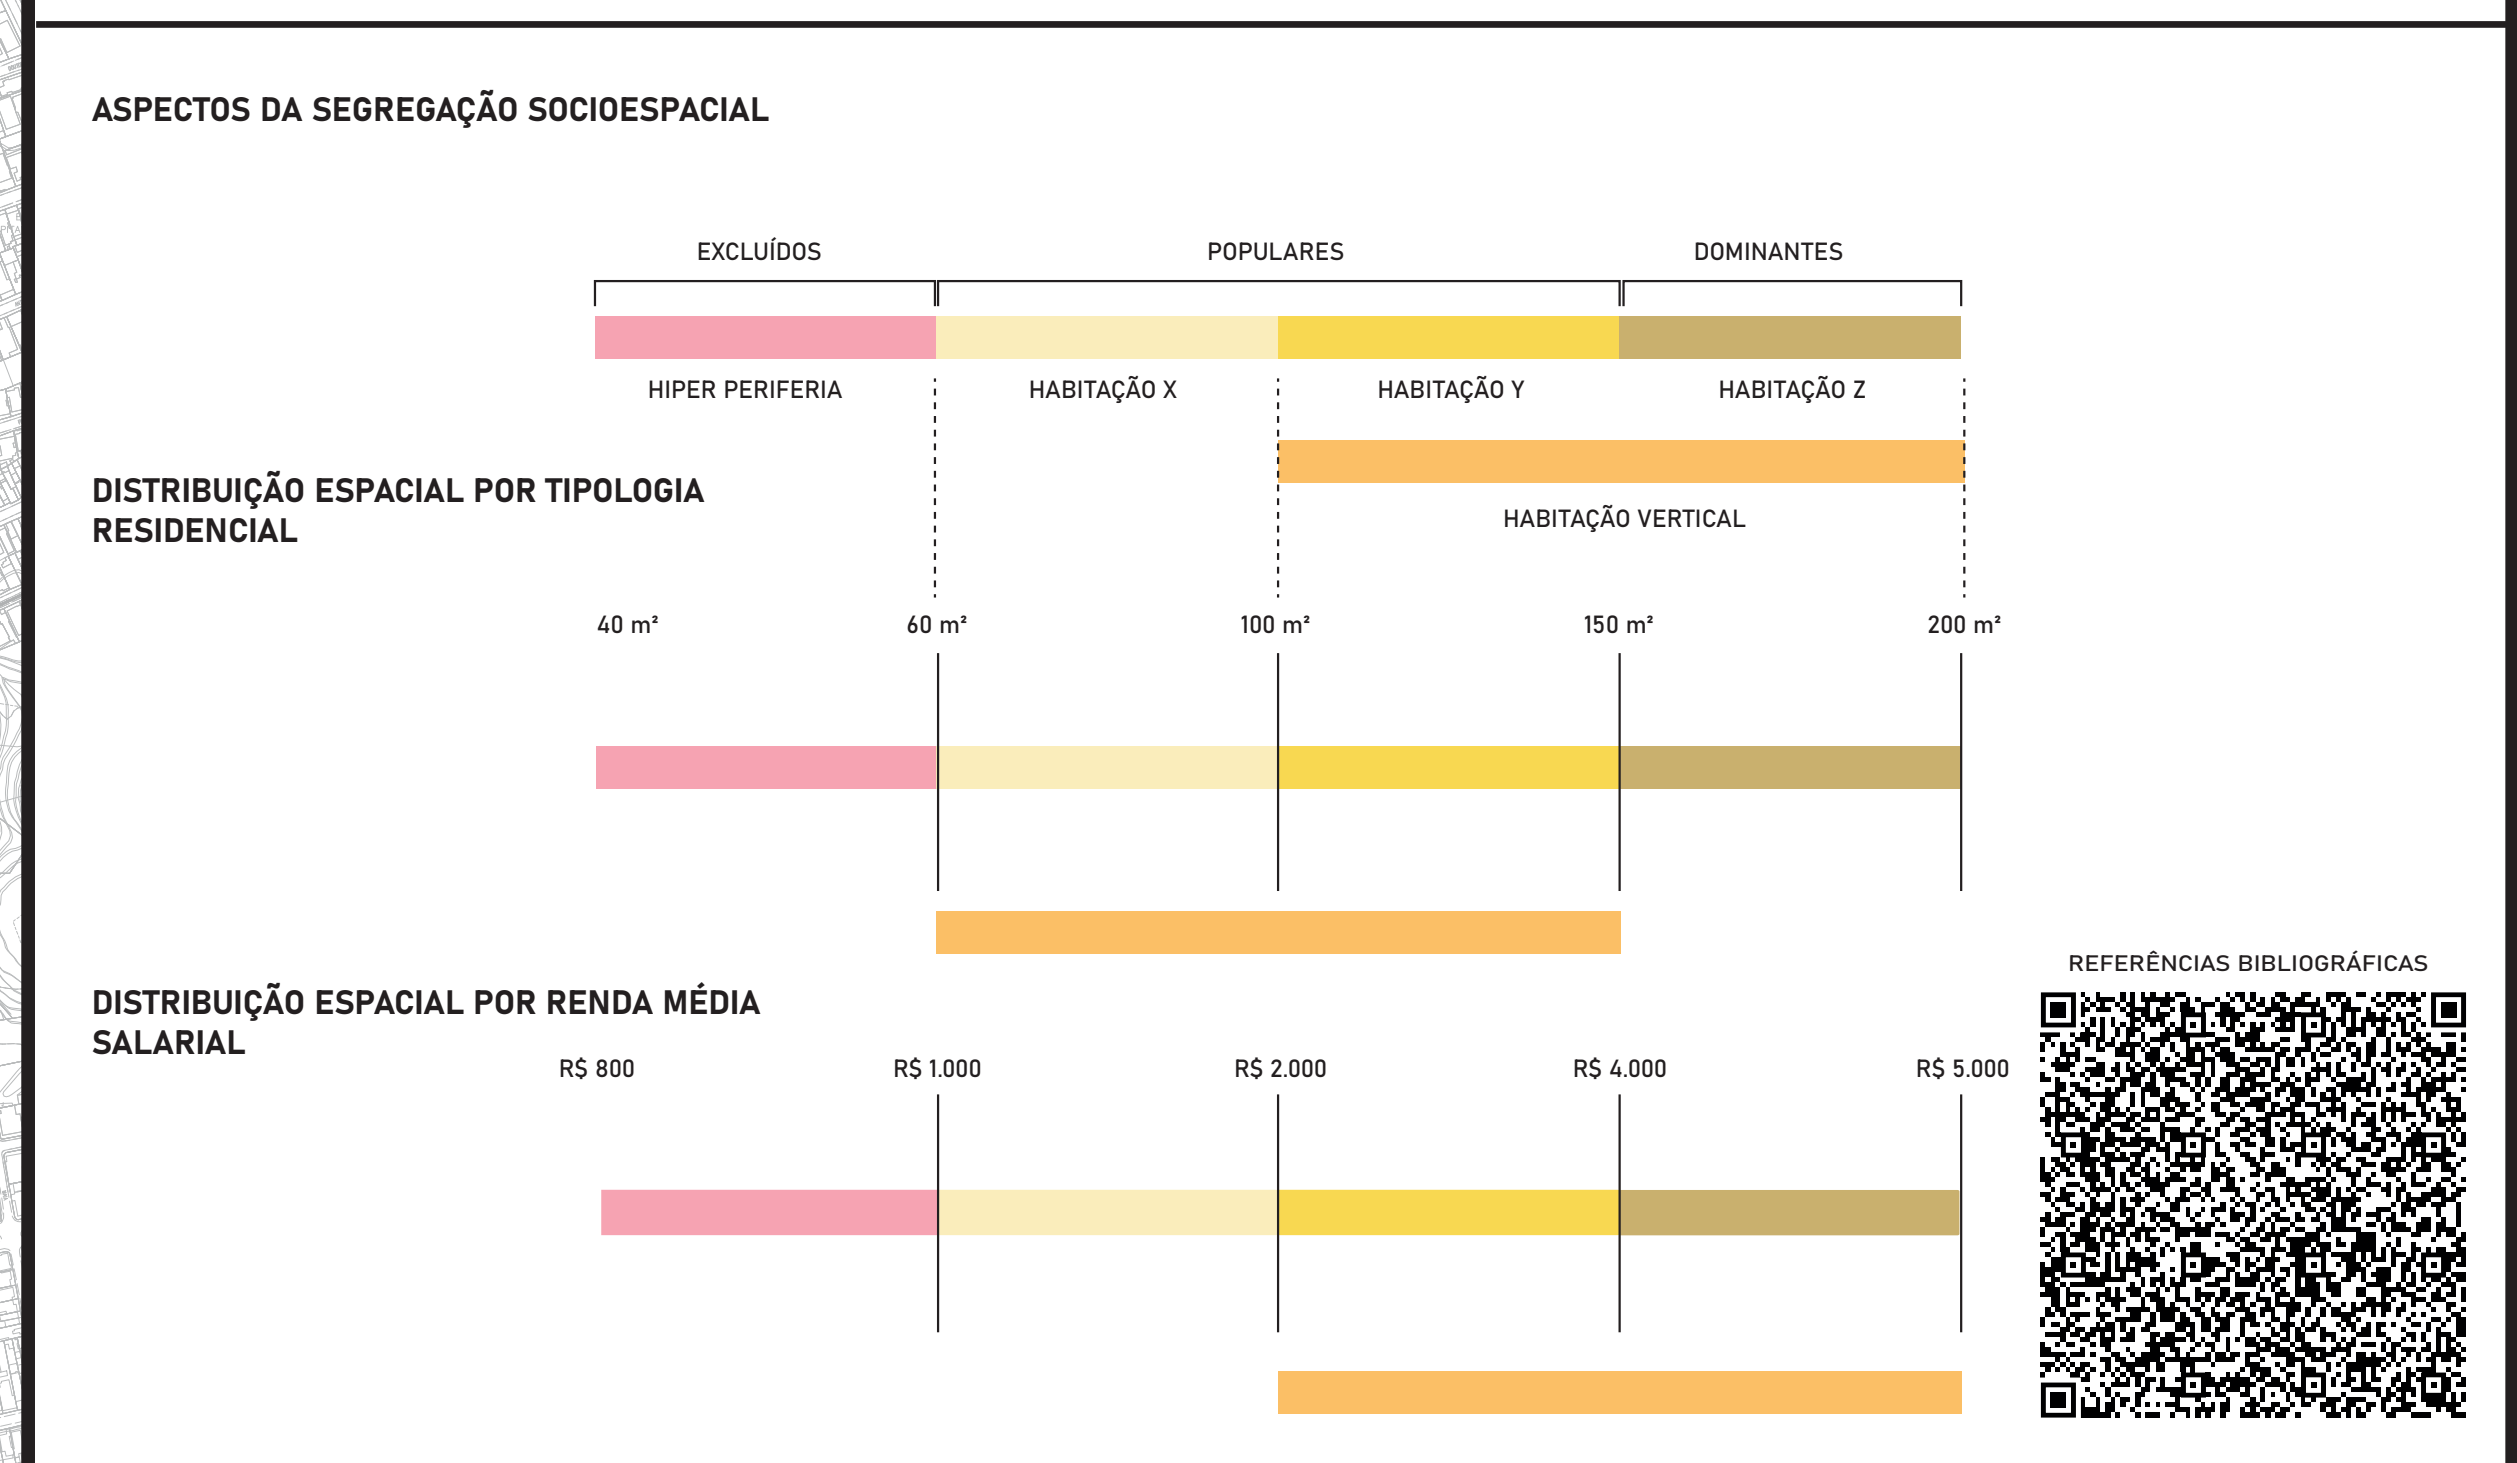 ASPECTOS DA SEGREGAÇÃO SOCIOESPACIAL
EXCLUÍDOS
POPULARES
DOMINANTES
HIPER PERIFERIA
HABITAÇÃO X
HABITAÇÃO Y
HABITAÇÃO Z
DISTRIBUIÇÃO ESPACIAL POR TIPOLOGIA
RESIDENCIAL
HABITAÇÃO VERTICAL
40 m²
60 m²
100 m²
150 m²
200 m²
REFERÊNCIAS BIBLIOGRÁFICAS
DISTRIBUIÇÃO ESPACIAL POR RENDA MÉDIA
SALARIAL
R$ 800
R$ 1.000
R$ 2.000
R$ 4.000
R$ 5.000